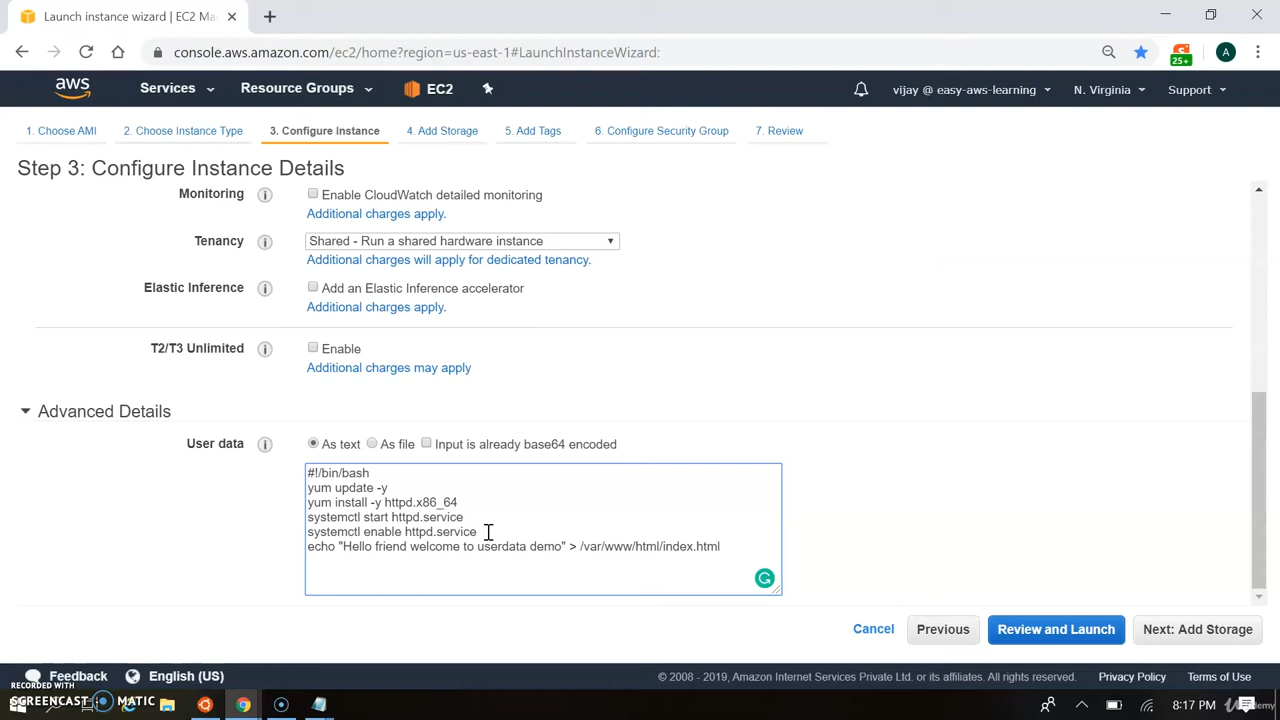 Launch instance wizard | EC2 Ma
console.aws.amazon.com/ec2/home?region=us-east-1#LaunchInstanceWizard:
25+
A
aws
Services
Resource Groups
EC2
vijay @ easy-aws-learning
N. Virginia
Support
1. Choose AMI
2. Choose Instance Type
3. Configure Instance
4. Add Storage
5. Add Tags
6. Configure Security Group
7. Review
Step 3: Configure Instance Details
Monitoring
Enable CloudWatch detailed monitoring
Additional charges apply.
Tenancy
Shared - Run a shared hardware instance
Additional charges will apply for dedicated tenancy.
Elastic Inference
Add an Elastic Inference accelerator
Additional charges apply.
T2/T3 Unlimited
Enable
Additional charges may apply
Advanced Details
User data
As text
As file
Input is already base64 encoded
#!/bin/bash
yum update -y
yum install -y httpd.x86_64
systemctl start httpd.service
systemctl enable httpd.service
echo "Hello friend welcome to userdata demo" > /var/www/html/index.html
Cancel
Previous
Review and Launch
Next: Add Storage
Feedback
English (US)
© 2008 - 2019, Amazon Internet Services Private Ltd. or its affiliates. All rights reserved.
Privacy Policy
Terms of Use
RECORDED WITH
SCREENCAST MATIC
8:17 PM
Udemy